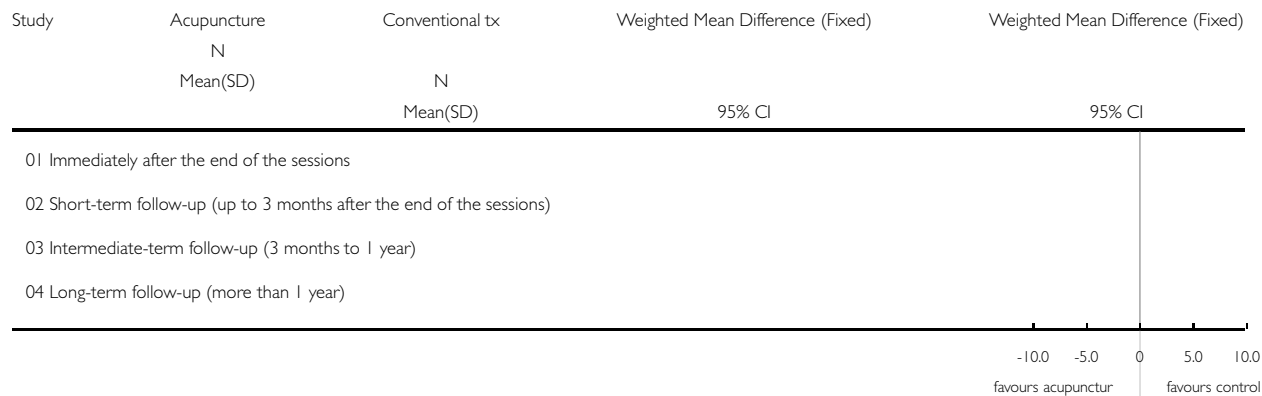 Study Acupuncture Conventional tx Weighted Mean Difference (Fixed) Weighted Mean Difference (Fixed)
N
Mean(SD) N
Mean(SD) 95% CI 95% CI
01 Immediately after the end of the sessions
02 Short-term follow-up (up to 3 months after the end of the sessions)
03 Intermediate-term follow-up (3 months to 1 year)
04 Long-term follow-up (more than 1 year)
-10.0 -5.0 0 5.0 10.0
favours acupunctur favours control